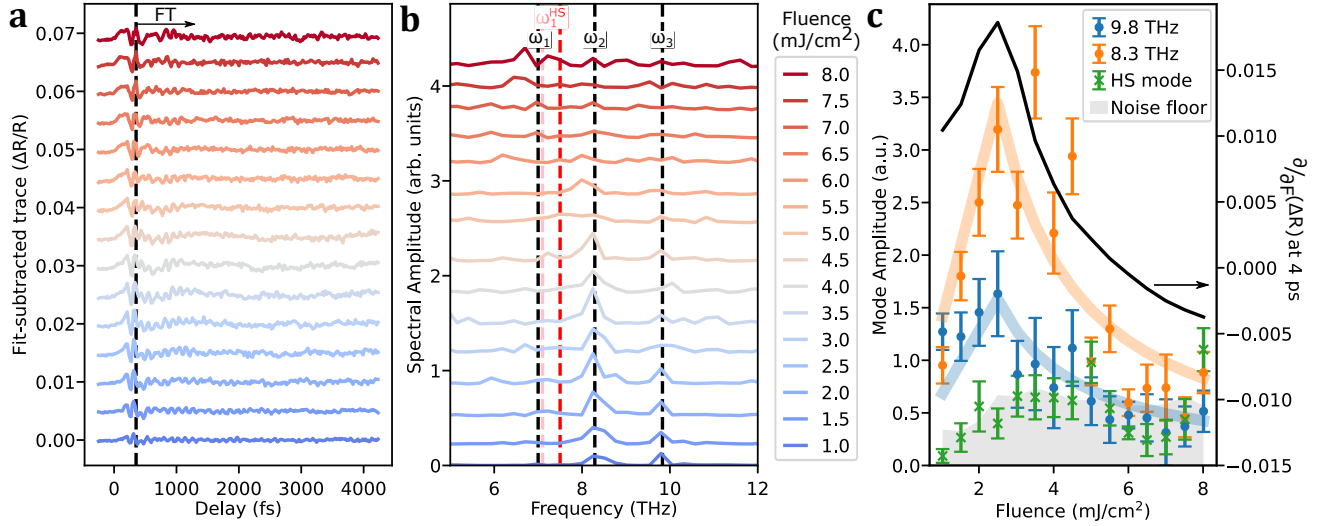 a
FT
0.07
0.06
0.05
0.04
0.03
0.02
0.01
0.00
Fit-subtracted trace (ΔR/R)
0 1000 2000 3000 4000
Delay (fs)
b
ω₁ᴴˢ
ω₁ ω₂ ω₃
4
3
2
1
0
Spectral Amplitude (arb. units)
6 8 10 12
Frequency (THz)
Fluence
(mJ/cm²)
8.0
7.5
7.0
6.5
6.0
5.5
5.0
4.5
4.0
3.5
3.0
2.5
2.0
1.5
1.0
c
9.8 THz
8.3 THz
HS mode
Noise floor
4.0
3.5
3.0
2.5
2.0
1.5
1.0
0.5
0.0
Mode Amplitude (a.u.)
2 4 6 8
Fluence (mJ/cm²)
0.015
0.010
0.005
0.000
−0.005
−0.010
−0.015
∂/∂F(ΔR) at 4 ps